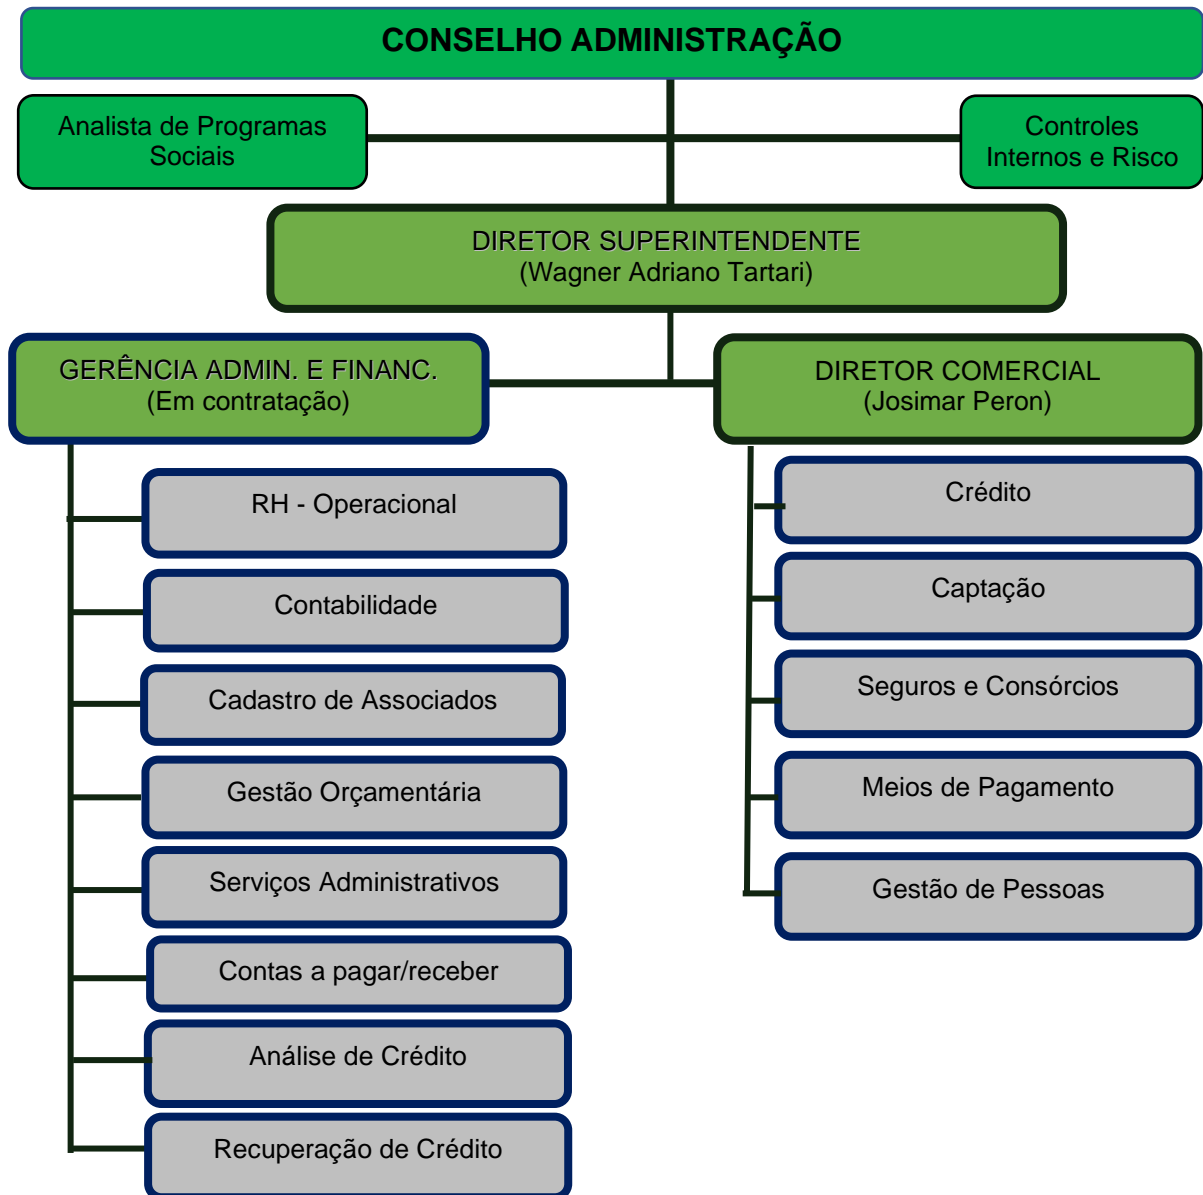 CONSELHO ADMINISTRAÇÃO
Analista de Programas
Sociais
Controles
Internos e Risco
DIRETOR SUPERINTENDENTE
(Wagner Adriano Tartari)
GERÊNCIA ADMIN. E FINANC.
(Em contratação)
DIRETOR COMERCIAL
(Josimar Peron)
RH - Operacional
Contabilidade
Cadastro de Associados
Gestão Orçamentária
Serviços Administrativos
Contas a pagar/receber
Análise de Crédito
Recuperação de Crédito
Crédito
Captação
Seguros e Consórcios
Meios de Pagamento
Gestão de Pessoas